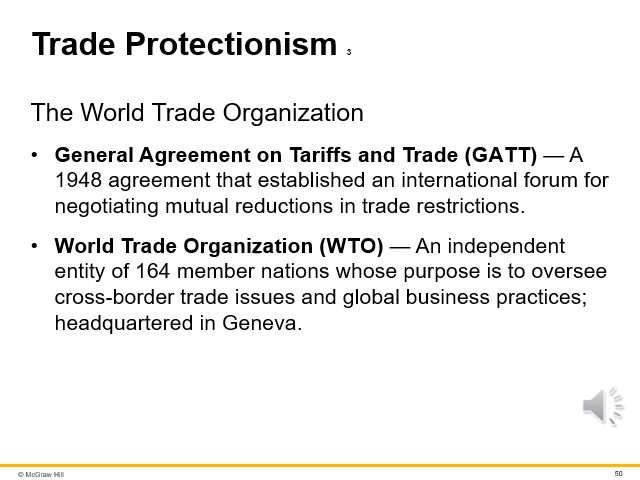 Trade Protectionism 3
The World Trade Organization
• General Agreement on Tariffs and Trade (GATT) — A
1948 agreement that established an international forum for
negotiating mutual reductions in trade restrictions.
• World Trade Organization (WTO) — An independent
entity of 164 member nations whose purpose is to oversee
cross-border trade issues and global business practices;
headquartered in Geneva.
© McGraw Hill
50